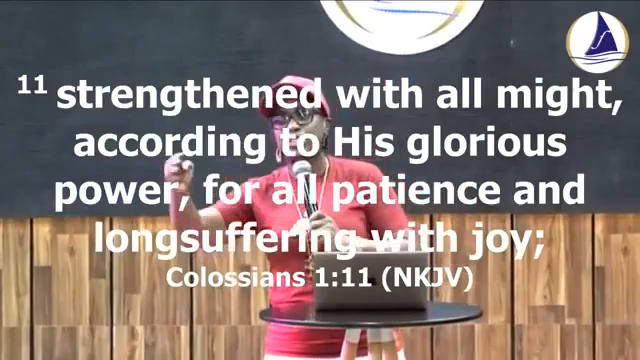 11 strengthened with all might,
according to His glorious
power, for all patience and
longsuffering with joy;
Colossians 1:11 (NKJV)